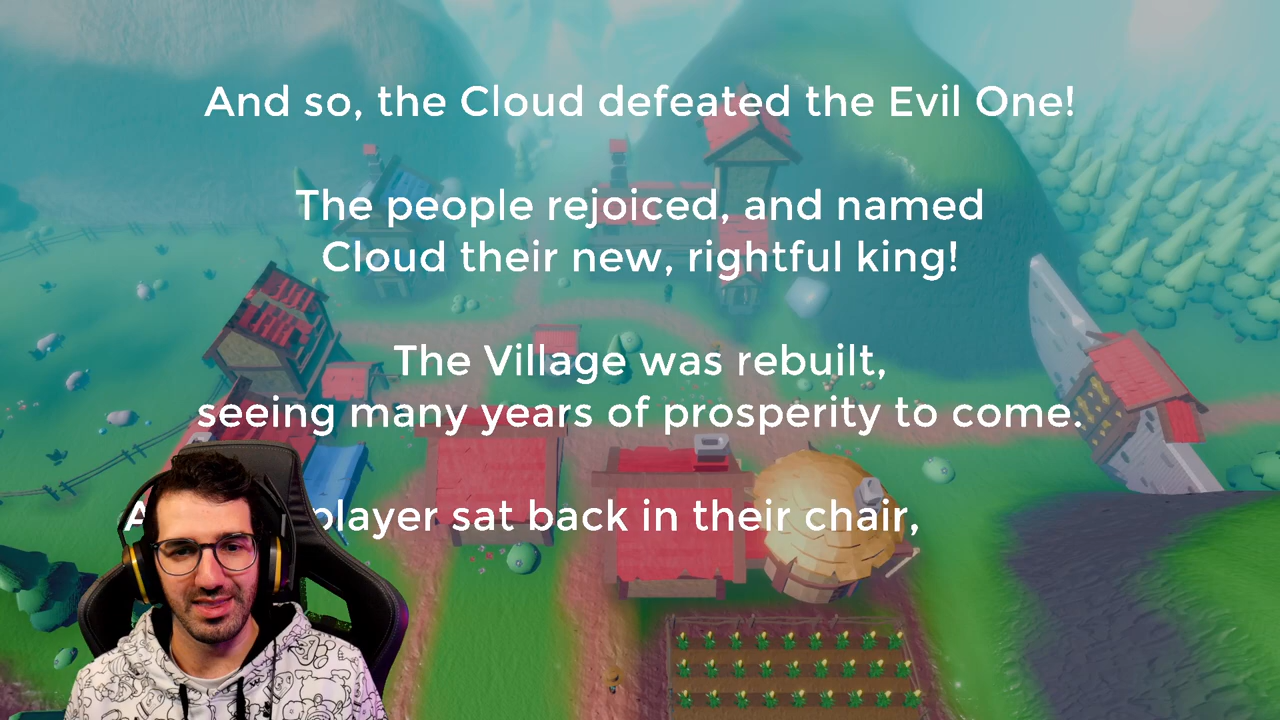 And so, the Cloud defeated the Evil One!
The people rejoiced, and named
Cloud their new, rightful king!
The Village was rebuilt,
seeing many years of prosperity to come.
player sat back in their chair,